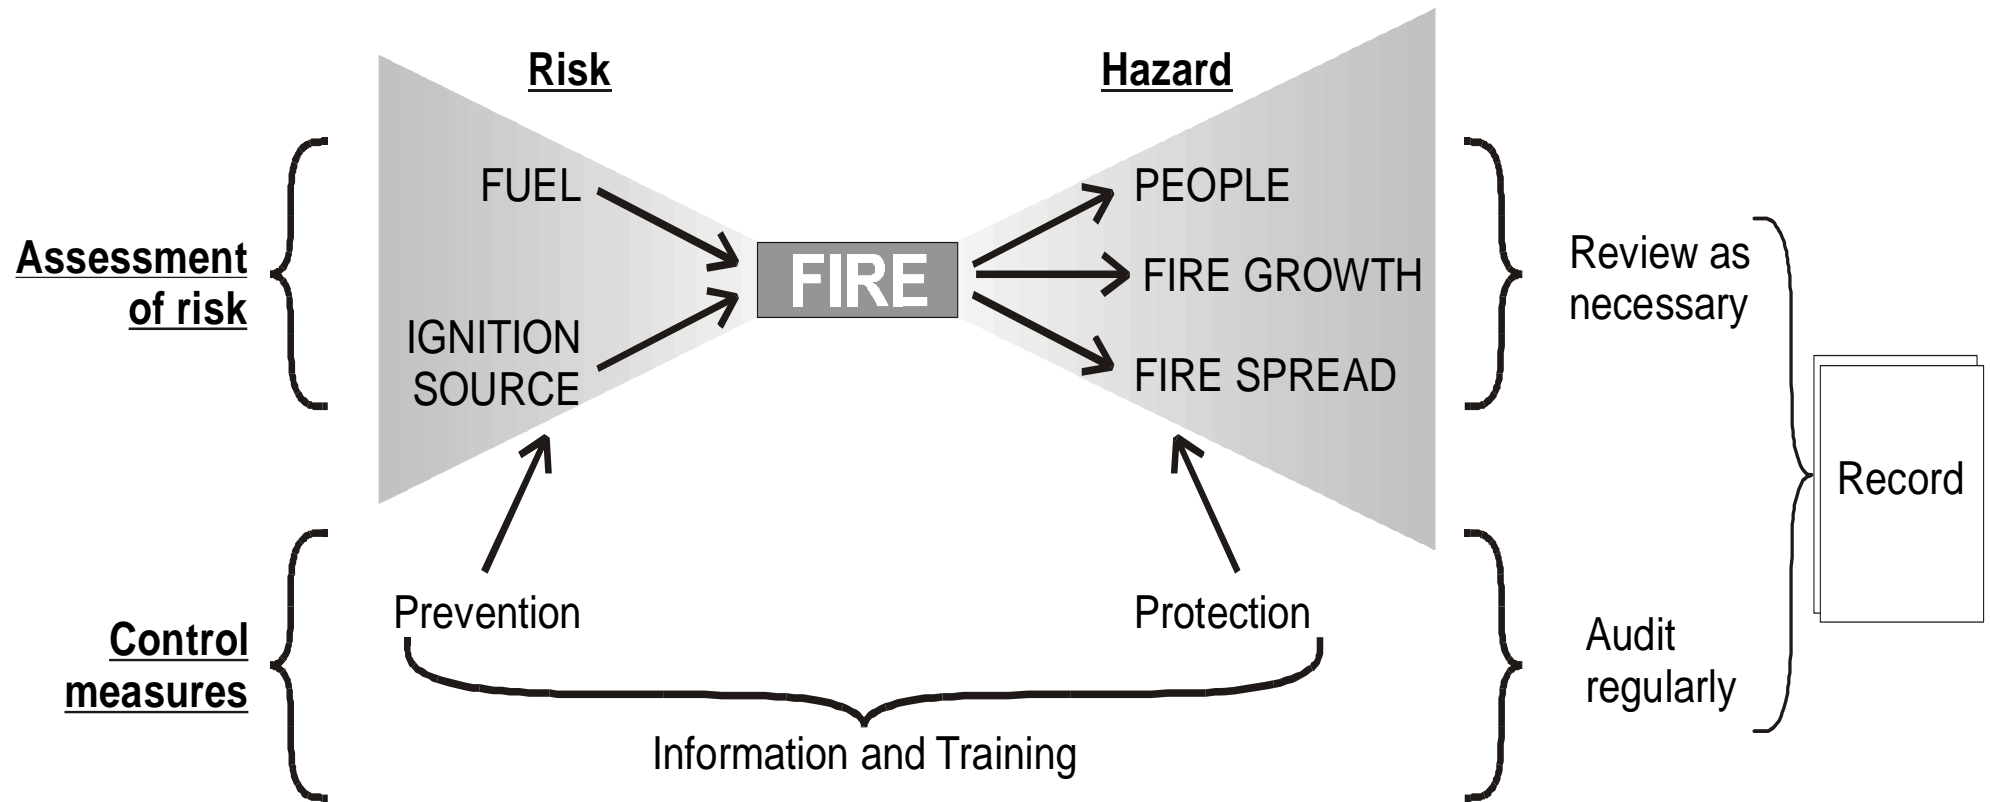 Risk
Hazard
FUEL
PEOPLE
Assessment
of risk
FIRE
FIRE GROWTH
Review as
necessary
IGNITION
SOURCE
FIRE SPREAD
Record
Prevention
Protection
Control
measures
Audit
regularly
Information and Training